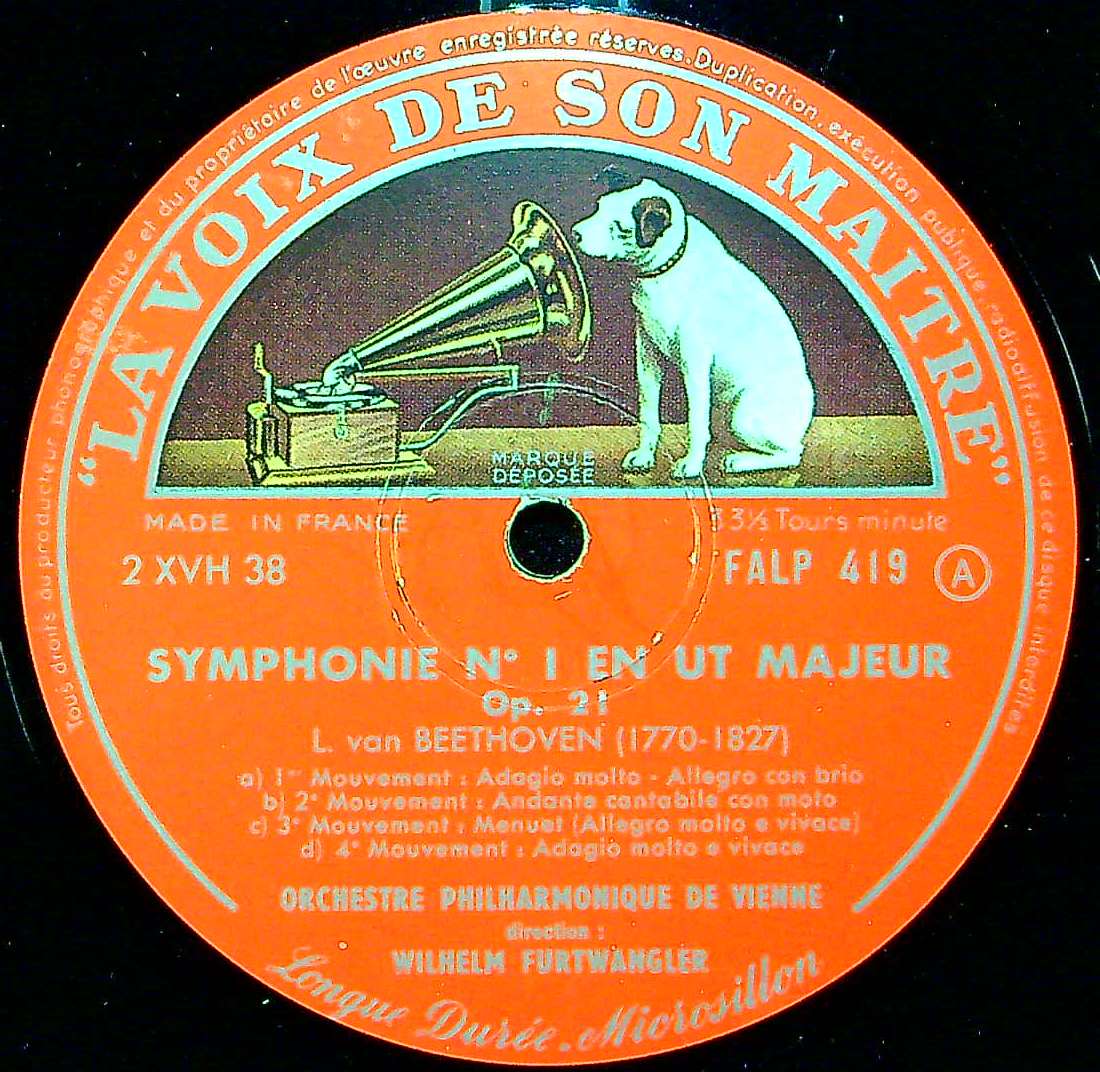 Tous droits du producteur phonographique et du propriétaire de l'œuvre enregistrée réservés. Duplication, exécution publique, radiodiffusion de ce disque interdites
"LA VOIX DE SON MAITRE"
MARQUE
DÉPOSÉE
MADE IN FRANCE 33⅓ Tours minute
2 XVH 38 FALP 419 A
SYMPHONIE N° 1 EN UT MAJEUR
Op. 21
L. van BEETHOVEN (1770-1827)
a) 1er Mouvement : Adagio molto - Allegro con brio
b) 2e Mouvement : Andante cantabile con moto
c) 3e Mouvement : Menuet (Allegro molto e vivace)
d) 4e Mouvement : Adagio molto e vivace
ORCHESTRE PHILHARMONIQUE DE VIENNE
direction :
WILHELM FURTWÄNGLER
Longue Durée - Microsillon